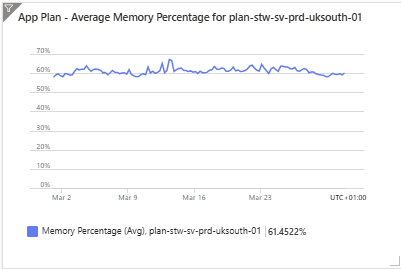 App Plan - Average Memory Percentage for plan-stw-sv-prd-uksouth-01
70%
60%
50%
40%
30%
20%
10%
0%
Mar 2 Mar 9 Mar 16 Mar 23 UTC+01:00
Memory Percentage (Avg), plan-stw-sv-prd-uksouth-01 61.4522%